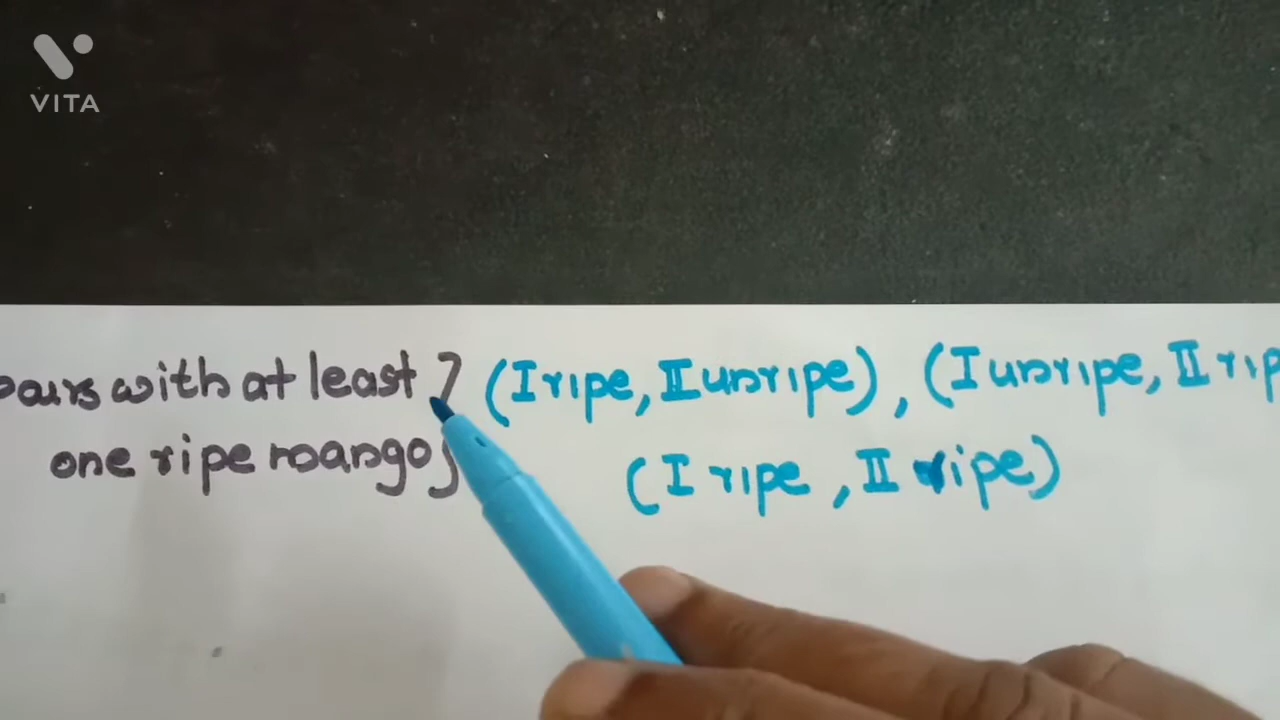 VITA
pairs with at least } (I ripe, II unripe), (I unripe, II rip
one ripe mango (I ripe, II ripe)